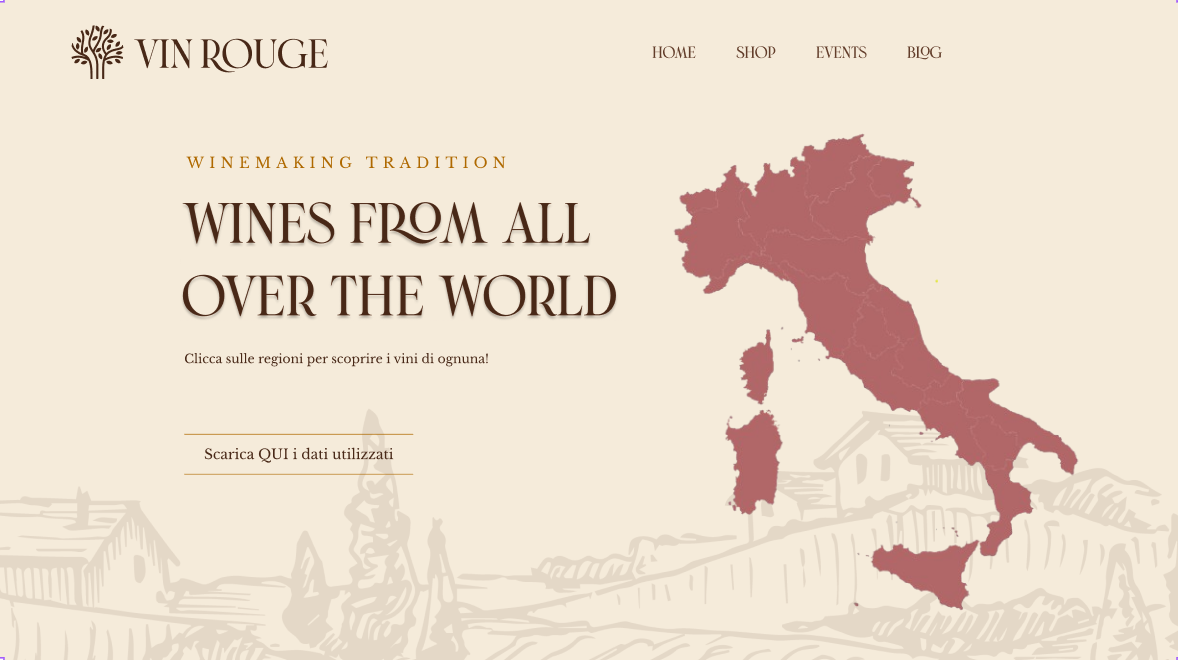 VIN ROUGE
HOME SHOP EVENTS BLOG
WINEMAKING TRADITION
WINES FROM ALL
OVER THE WORLD
Clicca sulle regioni per scoprire i vini di ognuna!
Scarica QUI i dati utilizzati